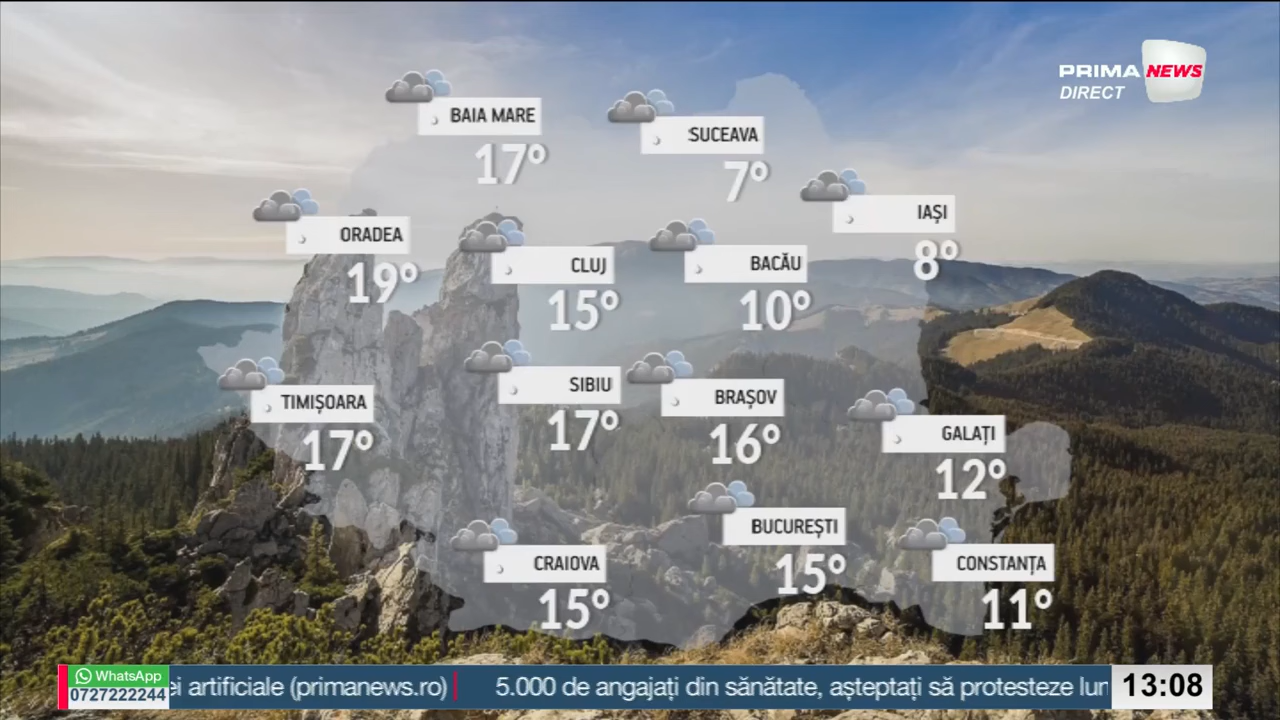 PRIMA NEWS
DIRECT
BAIA MARE
17°
SUCEAVA
7°
IAȘI
8°
ORADEA
19°
CLUJ
15°
BACĂU
10°
TIMIȘOARA
17°
SIBIU
17°
BRAȘOV
16°
GALAȚI
12°
BUCUREȘTI
15°
CRAIOVA
15°
CONSTANȚA
11°
WhatsApp
0727222244
ei artificiale (primanews.ro)
5.000 de angajați din sănătate, așteptați să protesteze lun
13:08